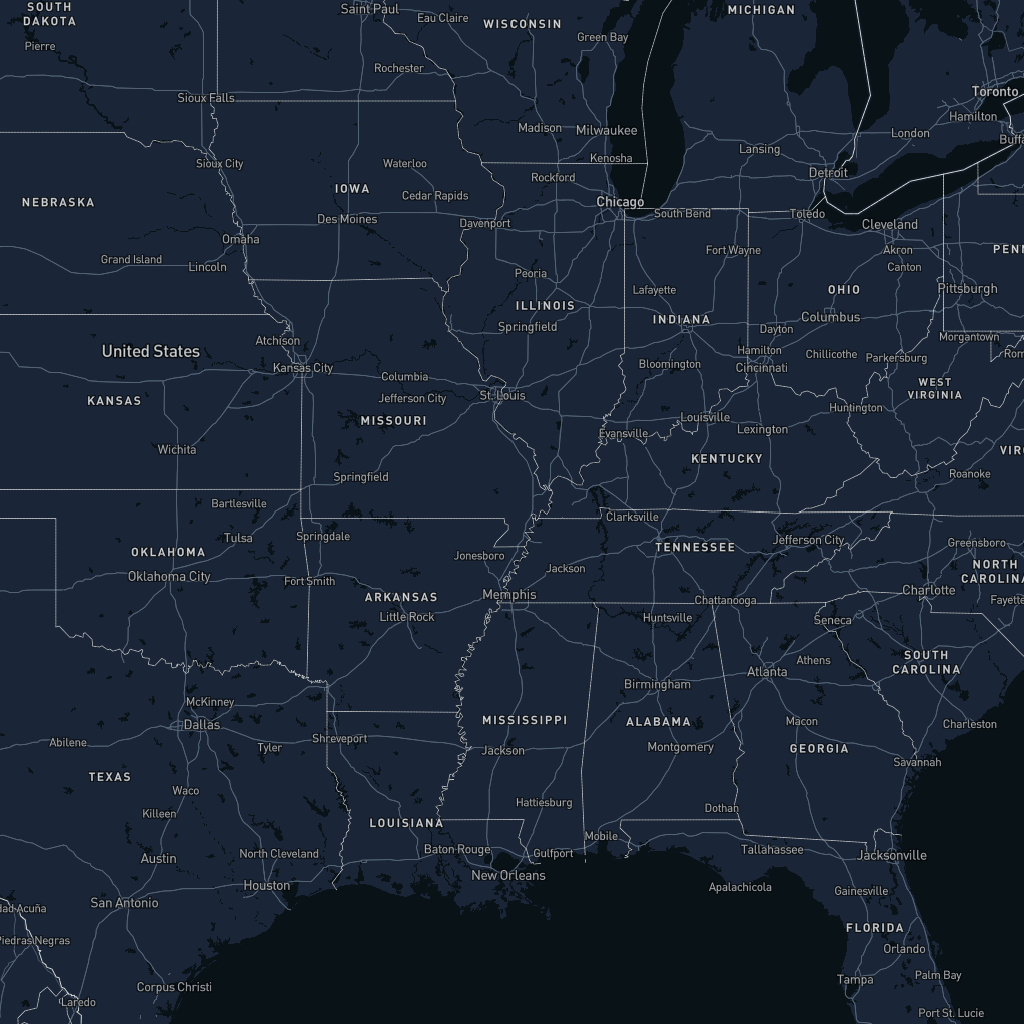 SOUTH
DAKOTA
Saint Paul
Eau Claire
WISCONSIN
MICHIGAN
Pierre
Green Bay
Rochester
Sioux Falls
Toronto
Hamilton
Madison
Milwaukee
London
Buffa
Sioux City
Waterloo
Kenosha
Lansing
Rockford
Detroit
IOWA
Cedar Rapids
NEBRASKA
Chicago
Des Moines
Davenport
South Bend
Toledo
Cleveland
Omaha
Fort Wayne
Akron
PENN
Grand Island
Lincoln
Peoria
Canton
Lafayette
OHIO
Pittsburgh
ILLINOIS
INDIANA
Columbus
Springfield
Dayton
Atchison
Morgantown
United States
Hamilton
Chillicothe
Parkersburg
Rom
Kansas City
Columbia
Bloomington
Cincinnati
WEST
VIRGINIA
KANSAS
Jefferson City
St. Louis
Huntington
MISSOURI
Louisville
Evansville
Lexington
Wichita
KENTUCKY
VIRG
Springfield
Roanoke
Bartlesville
Clarksville
Tulsa
Springdale
Jefferson City
OKLAHOMA
Jonesboro
TENNESSEE
Greensboro
Oklahoma City
Fort Smith
Jackson
NORTH
CAROLINA
ARKANSAS
Memphis
Chattanooga
Charlotte
Fayette
Little Rock
Huntsville
Seneca
Athens
SOUTH
CAROLINA
Atlanta
Birmingham
McKinney
Dallas
MISSISSIPPI
ALABAMA
Macon
Charleston
Abilene
Tyler
Shreveport
Jackson
Montgomery
GEORGIA
Savannah
TEXAS
Waco
Hattiesburg
Dothan
Killeen
LOUISIANA
Mobile
Austin
North Cleveland
Baton Rouge
Gulfport
Tallahassee
Jacksonville
Houston
New Orleans
Apalachicola
Gainesville
San Antonio
dad Acuña
FLORIDA
Piedras Negras
Orlando
Tampa
Palm Bay
Corpus Christi
Laredo
Port St. Lucie